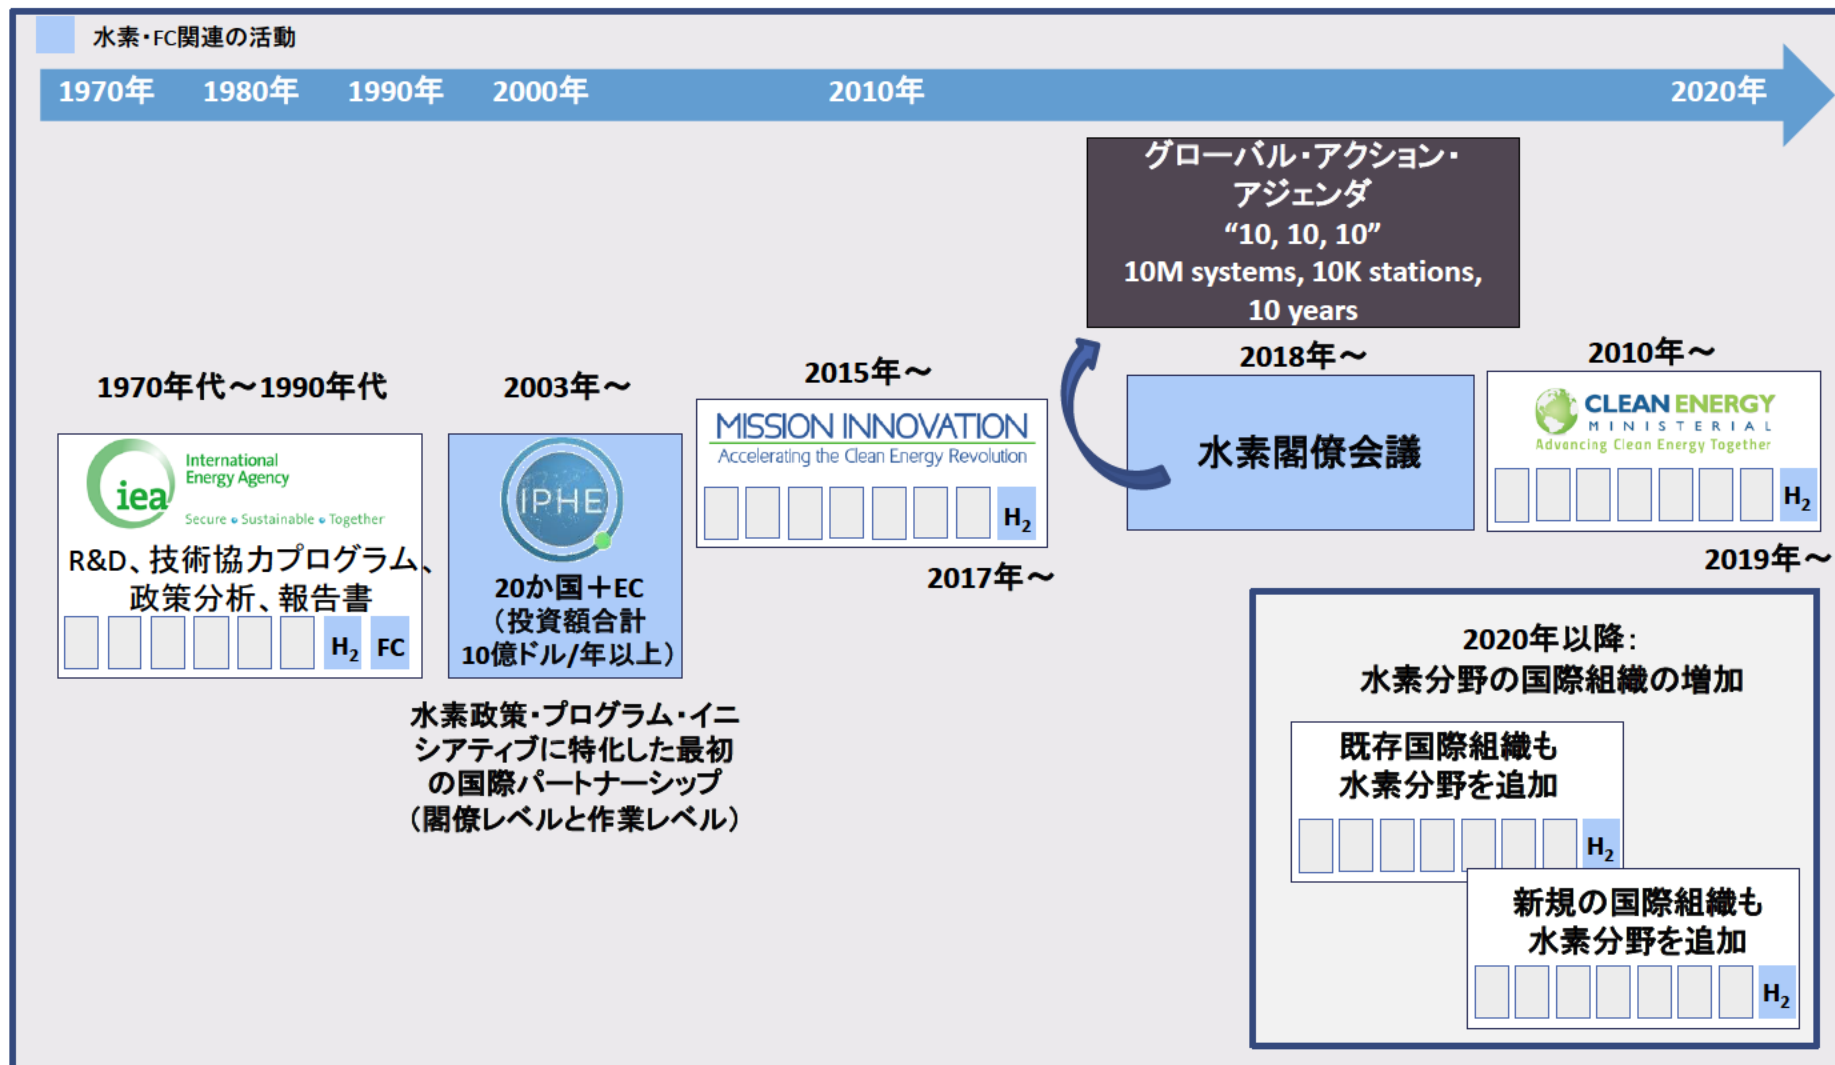 水素・FC関連の活動
1970年
1980年
1990年
2000年
2010年
2020年
グローバル・アクション・
アジェンダ
“10, 10, 10”
10M systems, 10K stations,
10 years
1970年代～1990年代
iea
International
Energy Agency
Secure • Sustainable • Together
R&D、技術協力プログラム、
政策分析、報告書
H₂
FC
2003年～
IPHE
20か国＋EC
（投資額合計
10億ドル/年以上）
水素政策・プログラム・イニ
シアティブに特化した最初
の国際パートナーシップ
（閣僚レベルと作業レベル）
2015年～
MISSION INNOVATION
Accelerating the Clean Energy Revolution
H₂
2017年～
2018年～
水素閣僚会議
2010年～
CLEAN ENERGY
MINISTERIAL
Advancing Clean Energy Together
H₂
2019年～
2020年以降：
水素分野の国際組織の増加
既存国際組織も
水素分野を追加
H₂
新規の国際組織も
水素分野を追加
H₂